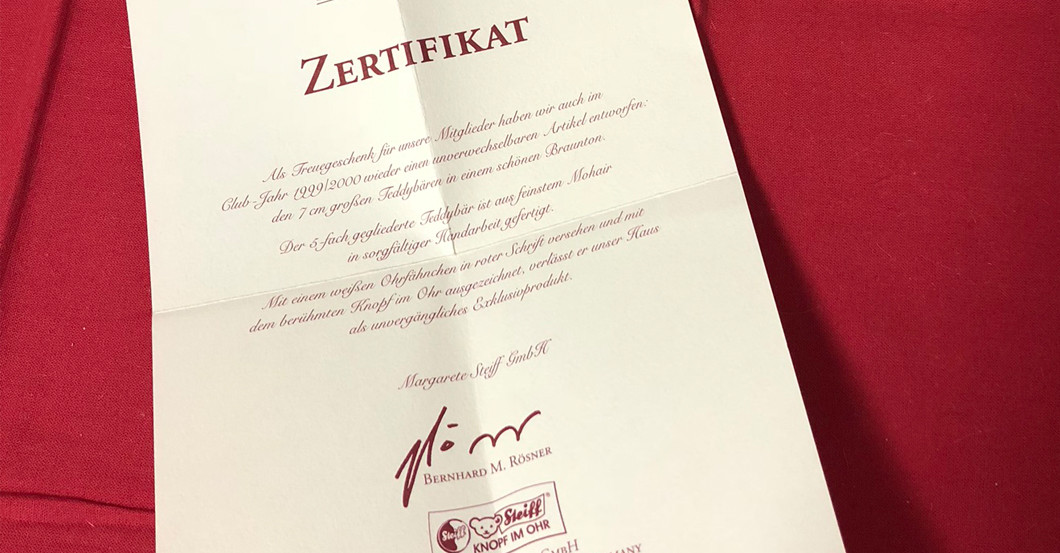 ZERTIFIKAT
Als Treuegeschenk für unsere Mitglieder haben wir auch im
Club-Jahr 1999/2000 wieder einen unverwechselbaren Artikel entworfen:
den 7 cm großen Teddybären in einem schönen Braunton.
Der 5-fach gegliederte Teddybär ist aus feinstem Mohair
in sorgfältiger Handarbeit gefertigt.
Mit einem weißen Ohrfähnchen in roter Schrift versehen und mit
dem berühmten Knopf im Ohr ausgezeichnet, verlässt er unser Haus
als unvergängliches Exklusivprodukt.
Margarete Steiff GmbH
BERNHARD M. RÖSNER
Steiff Steiff®
KNOPF IM OHR
GMBH